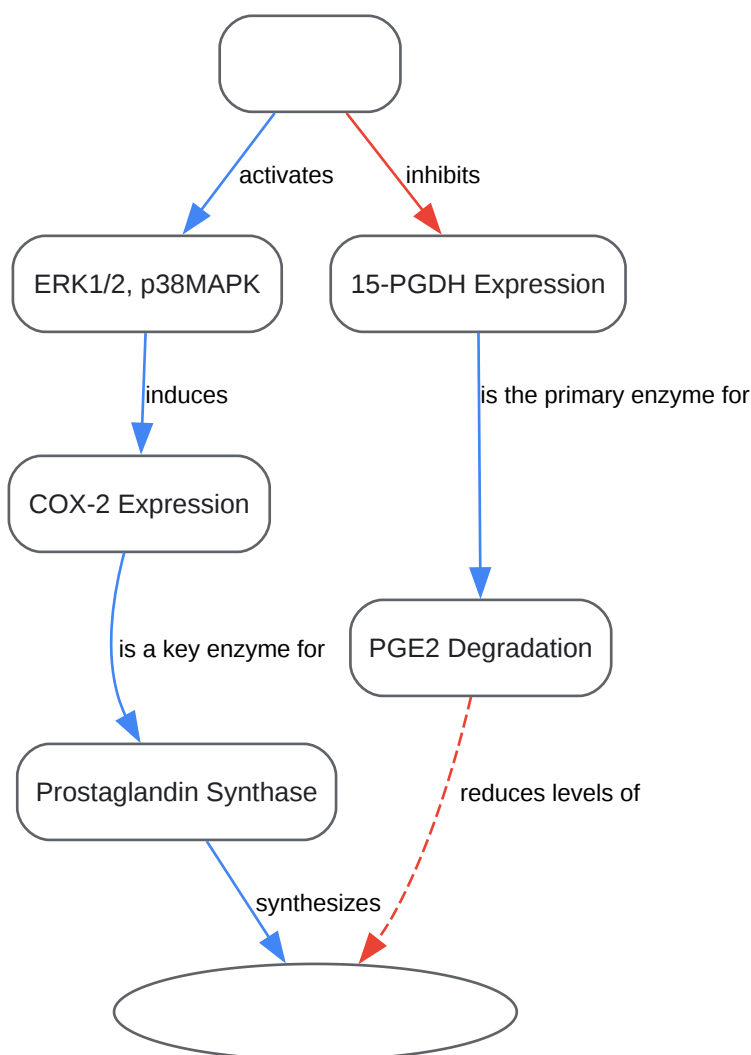 activates
inhibits
ERK1/2, p38MAPK
15-PGDH Expression
induces
is the primary enzyme for
COX-2 Expression
is a key enzyme for
PGE2 Degradation
Prostaglandin Synthase
reduces levels of
synthesizes